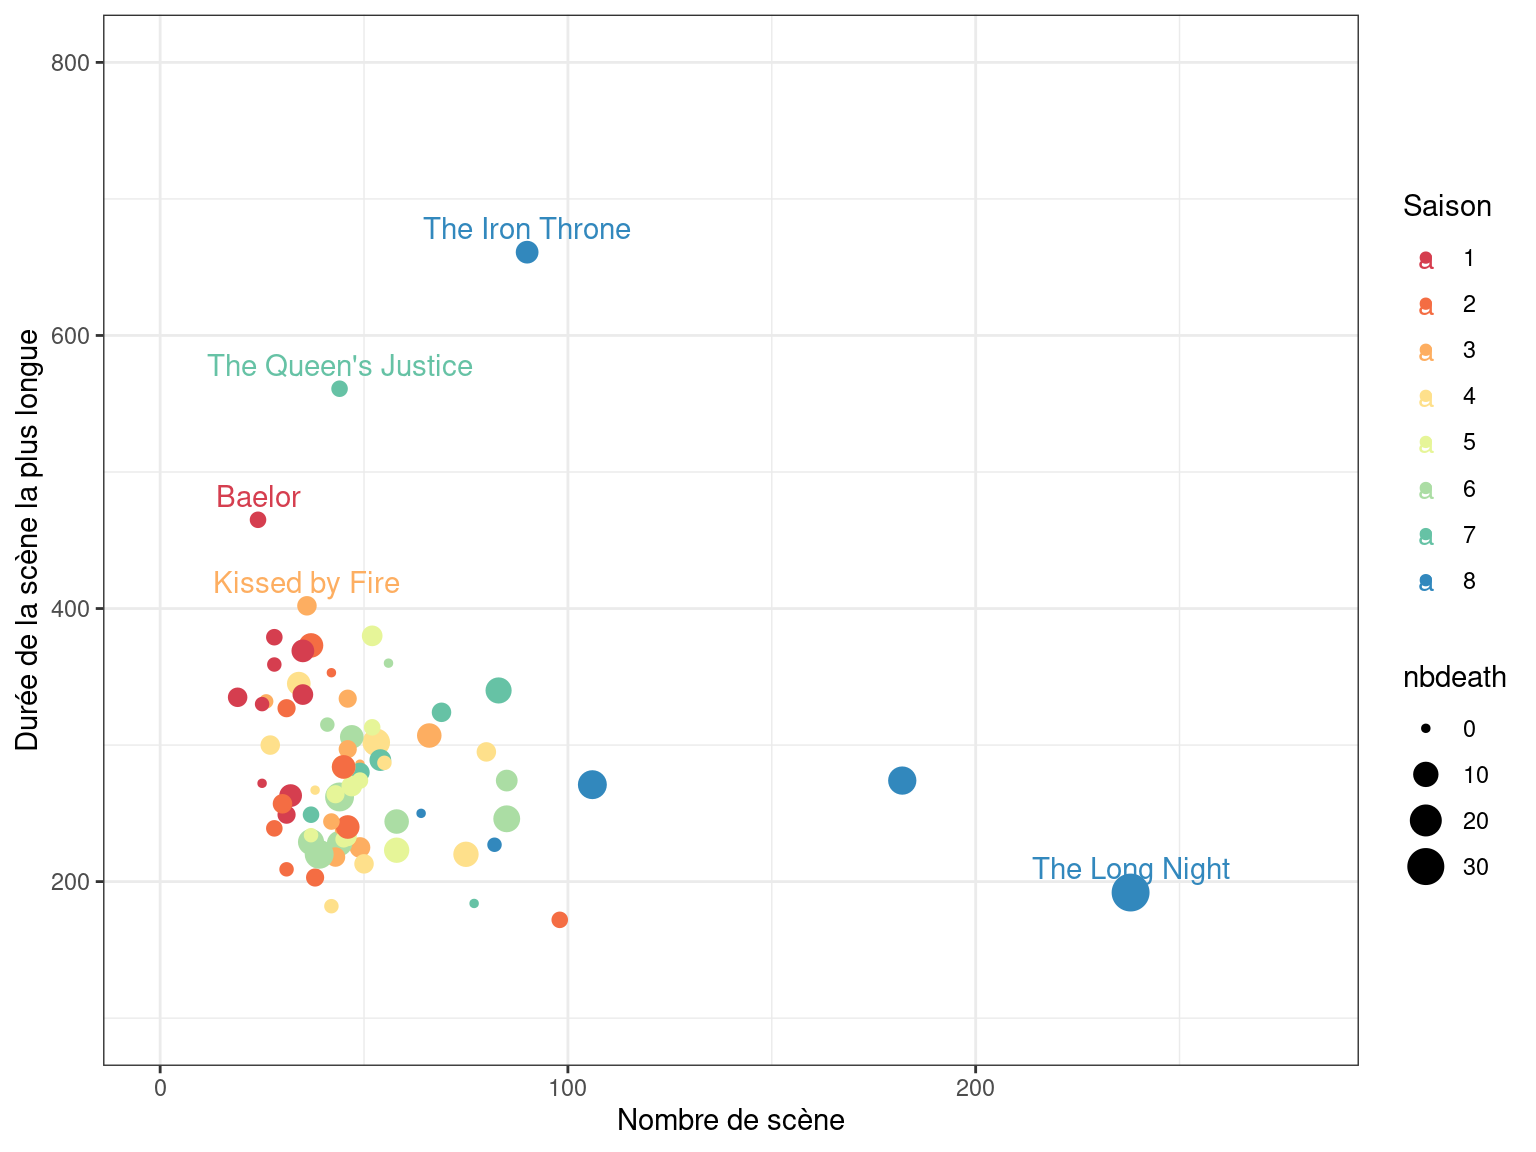 800
600
400
200
0
100
200
Nombre de scène
Durée de la scène la plus longue
The Iron Throne
The Queen's Justice
Baelor
Kissed by Fire
The Long Night
Saison
a 1
a 2
a 3
a 4
a 5
a 6
a 7
a 8
nbdeath
0
10
20
30